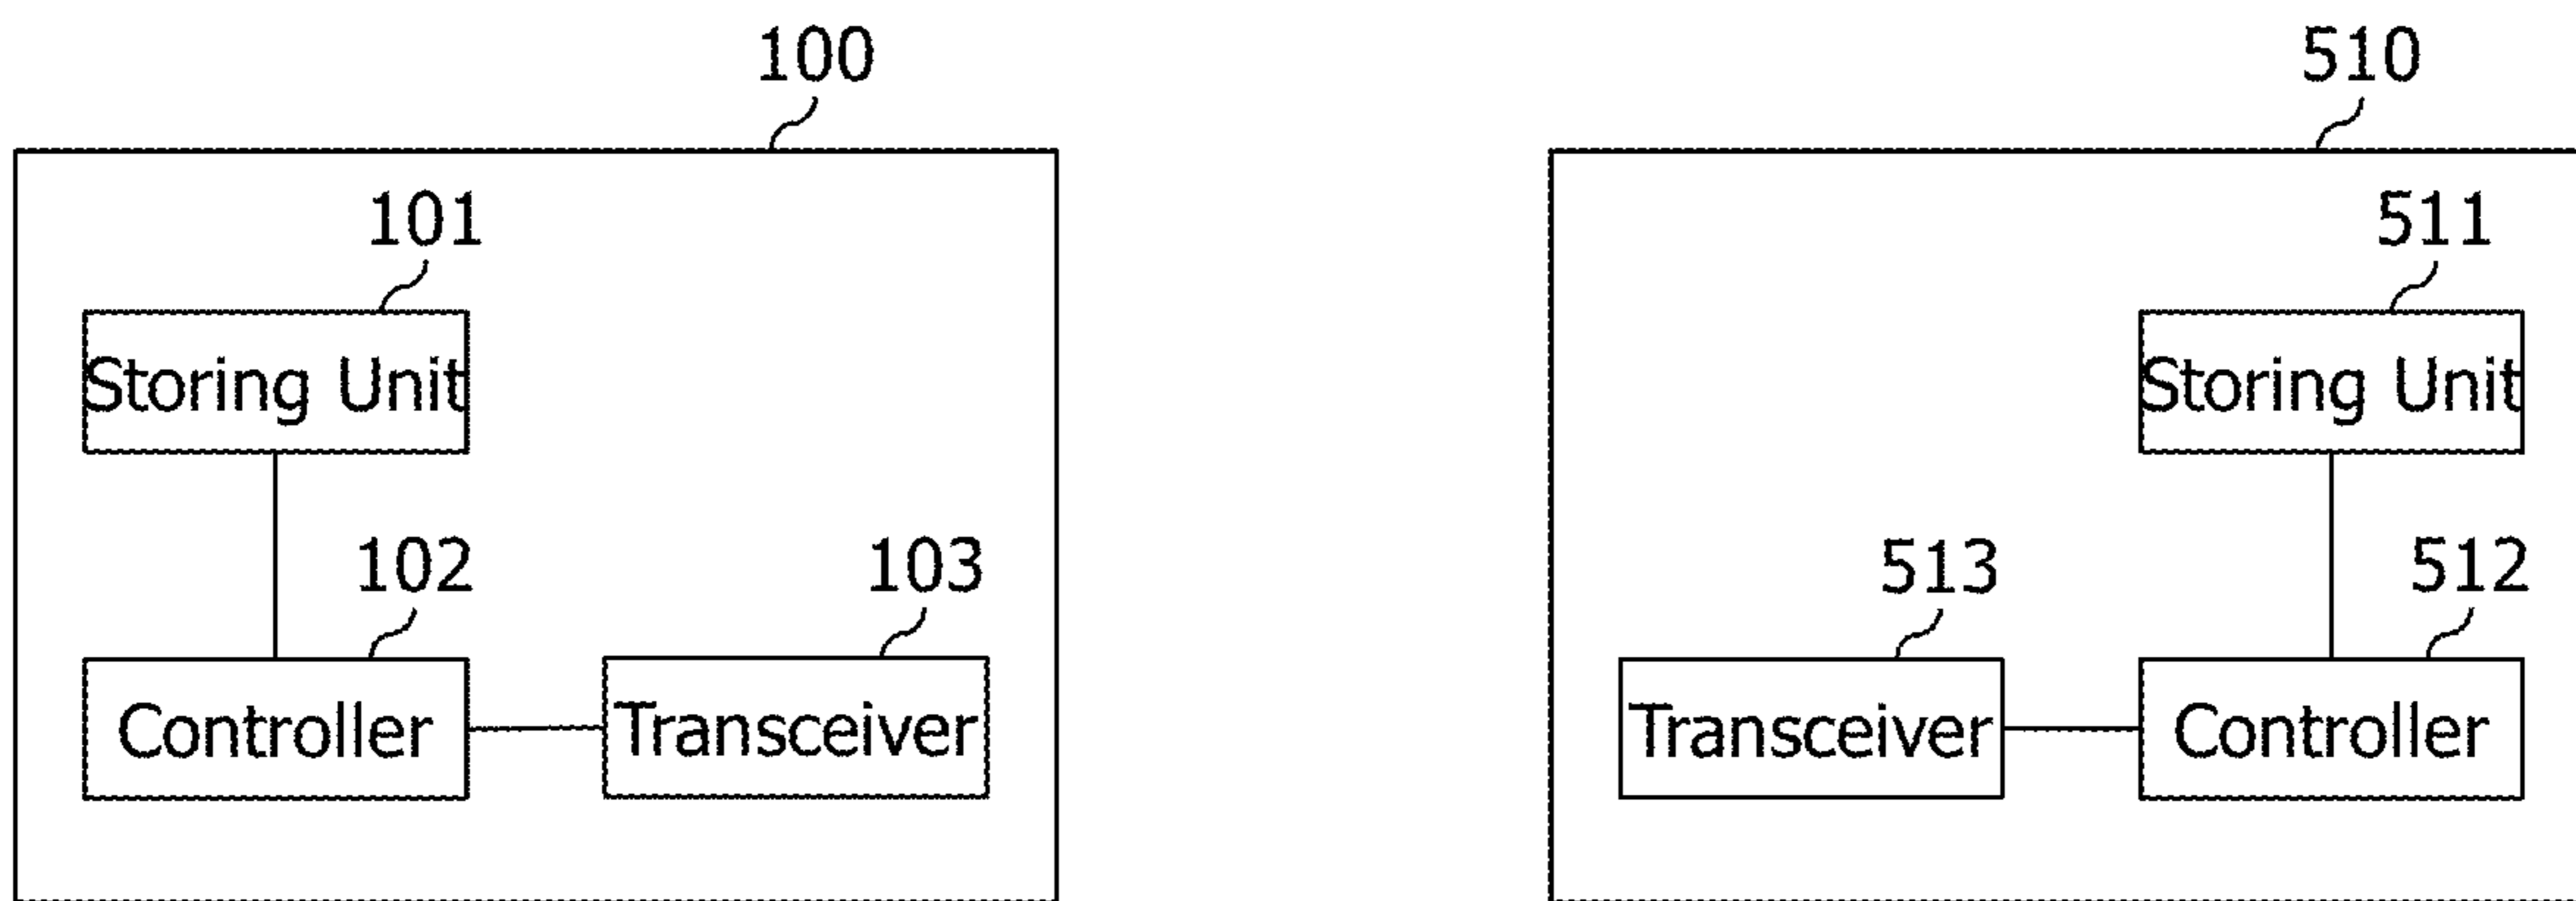 100
101
Storing Unit
102
103
Controller
Transceiver
510
511
Storing Unit
513
512
Transceiver
Controller